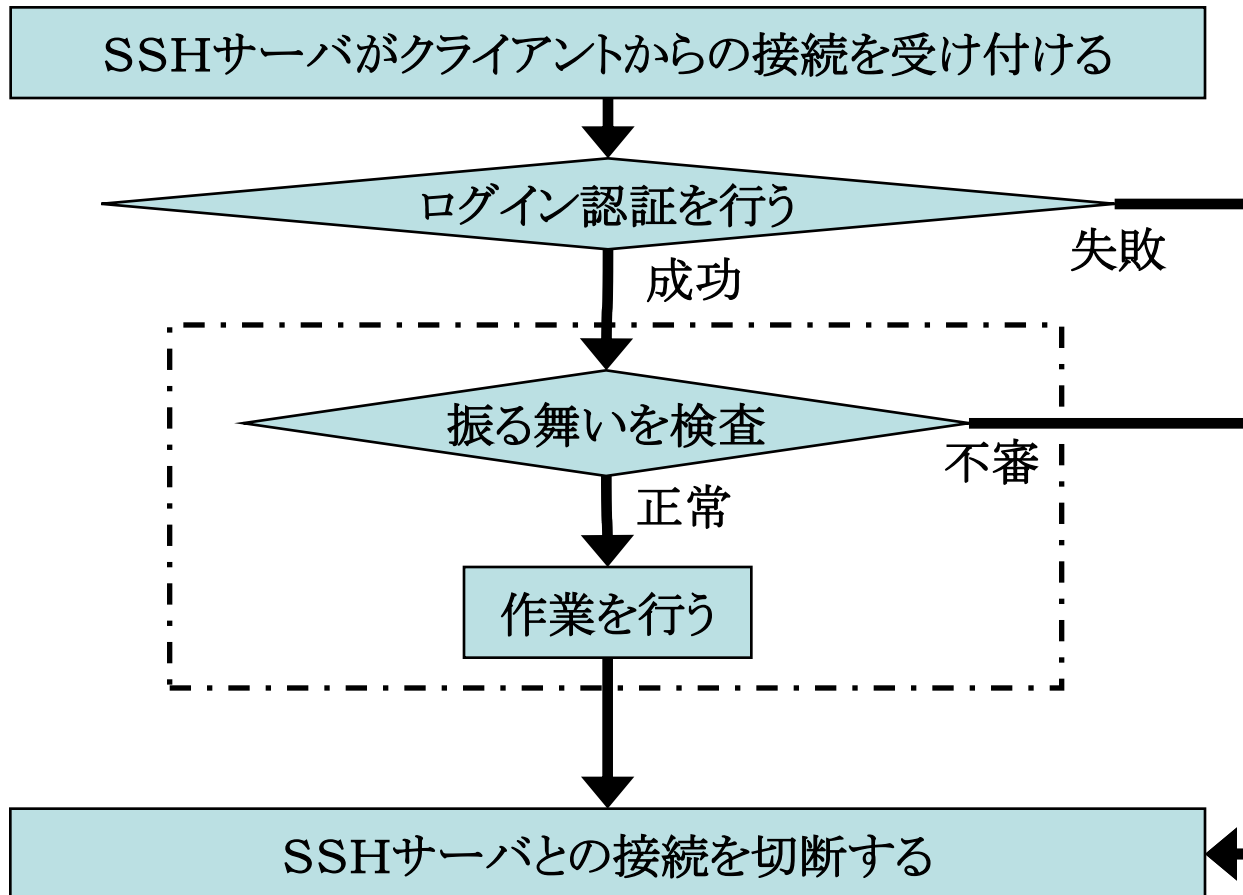 SSHサーバがクライアントからの接続を受け付ける
ログイン認証を行う
失敗
成功
振る舞いを検査
不審
正常
作業を行う
SSHサーバとの接続を切断する